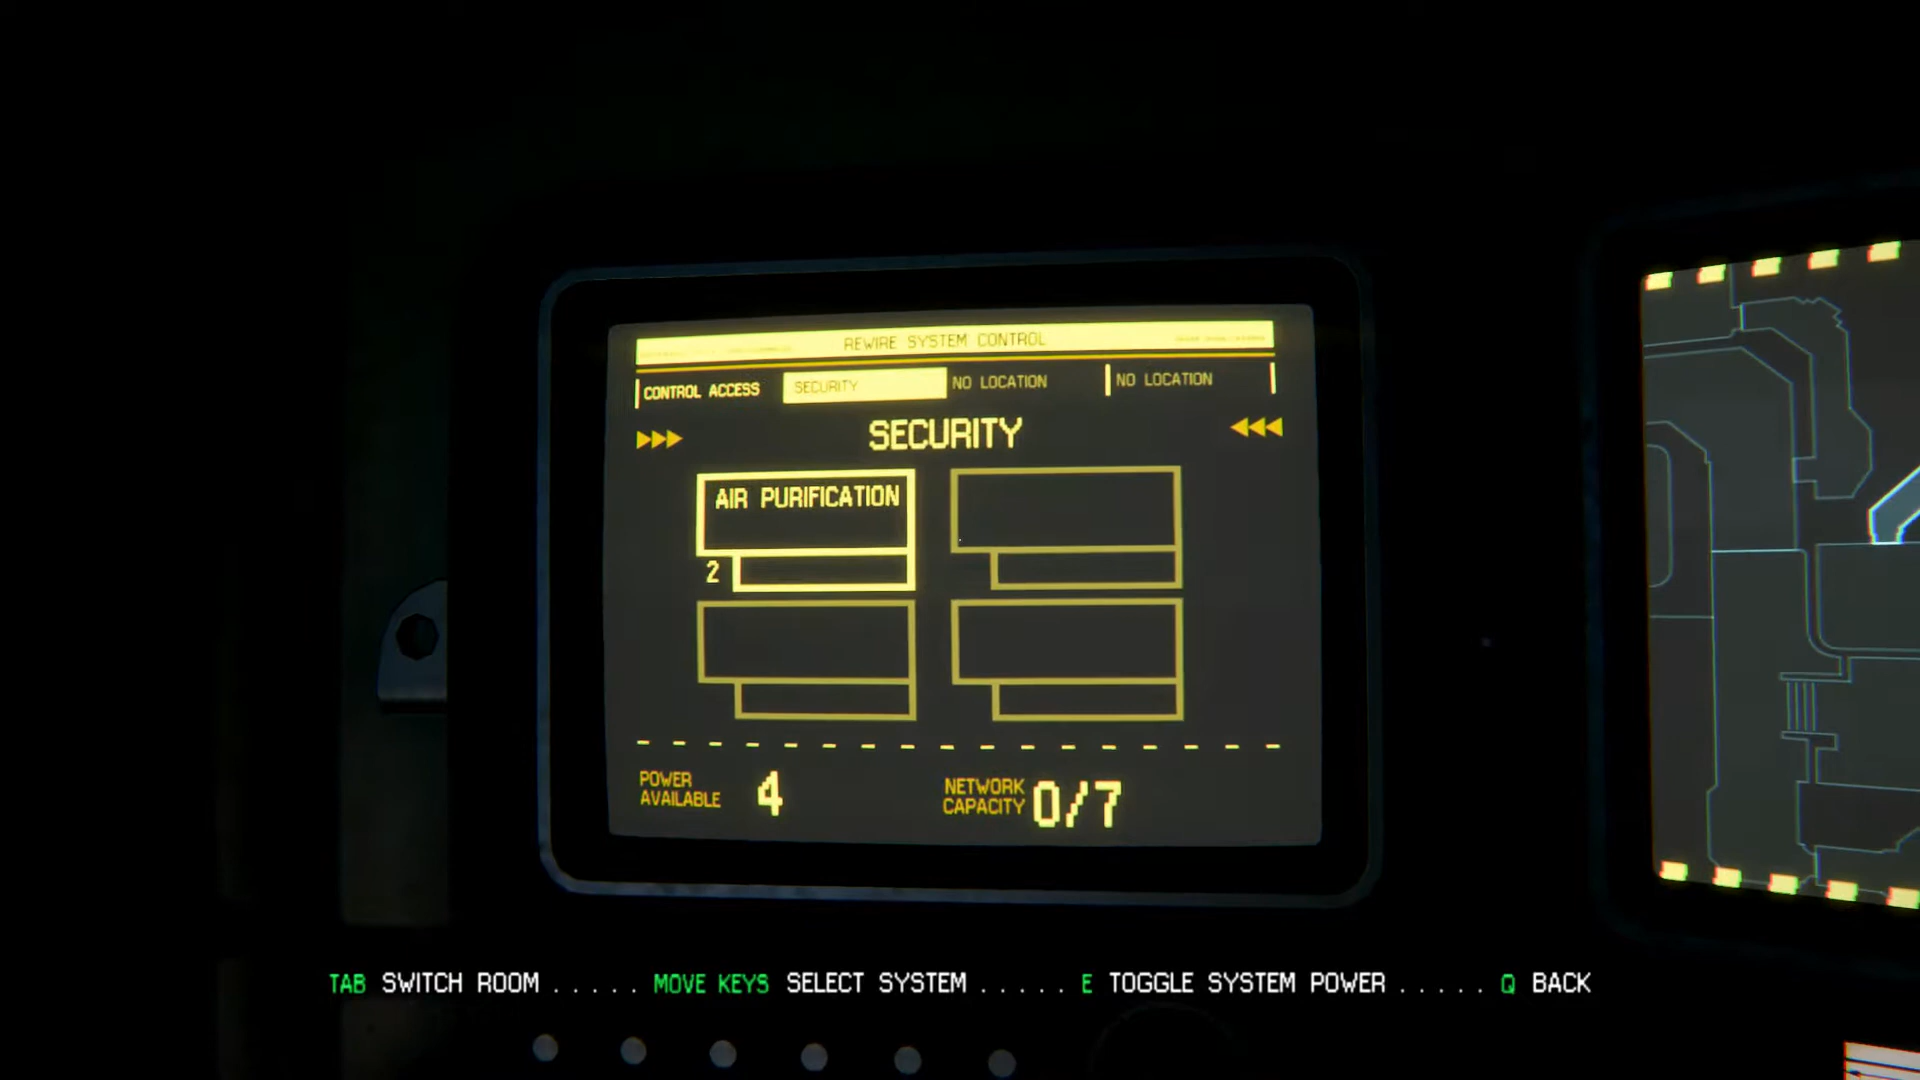 REWIRE SYSTEM CONTROL
CONTROL ACCESS
SECURITY
NO LOCATION
NO LOCATION
SECURITY
AIR PURIFICATION
2
POWER
AVAILABLE
4
NETWORK
CAPACITY
0/7
TAB SWITCH ROOM ..... MOVE KEYS SELECT SYSTEM ..... E TOGGLE SYSTEM POWER ..... Q BACK